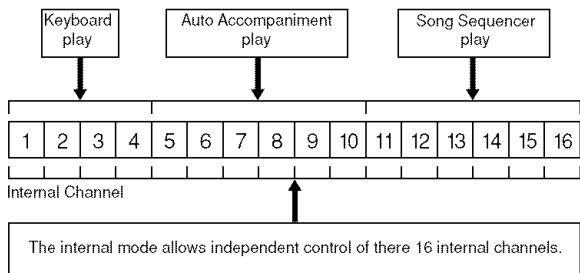 Keyboard
play
Auto Accompaniment
play
Song Sequencer
play
1 2 3 4 5 6 7 8 9 10 11 12 13 14 15 16
Internal Channel
The internal mode allows independent control of there 16 internal channels.